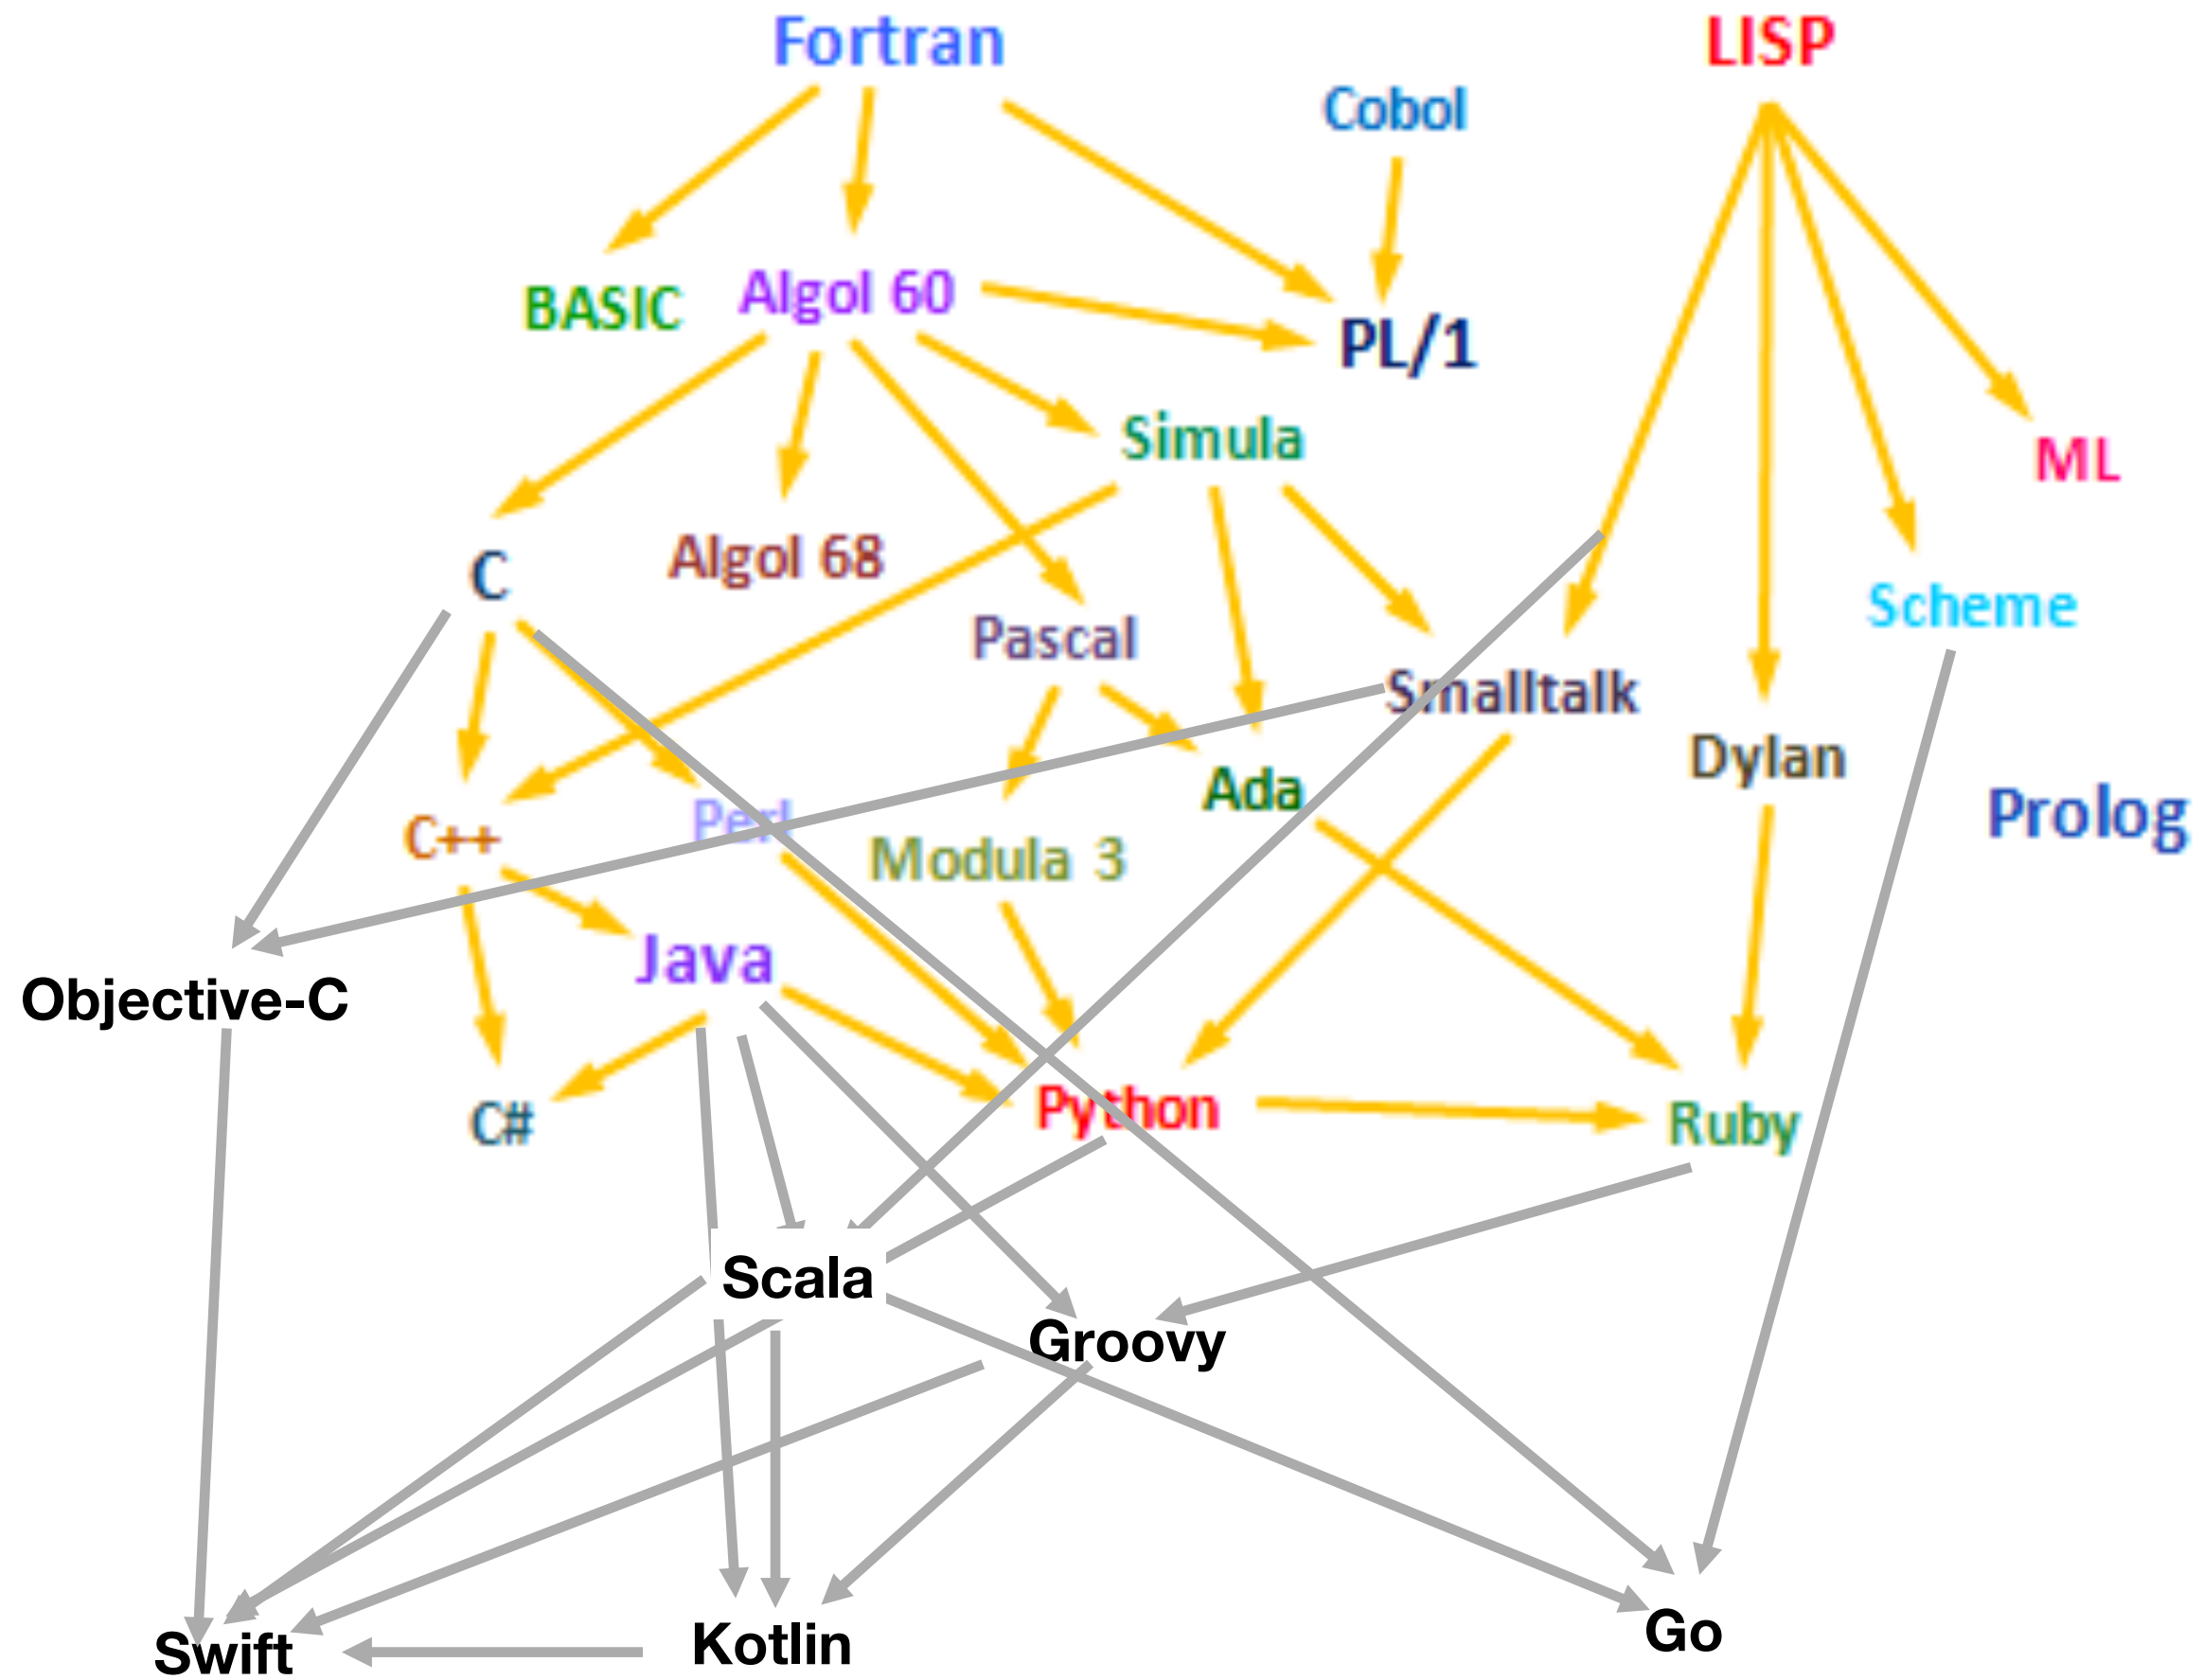 Fortran
LISP
Cobol
BASIC
Algol 60
PL/1
Simula
ML
C
Algol 68
Pascal
Scheme
Smalltalk
Dylan
Ada
Prolog
C++
Perl
Modula 3
Java
Objective-C
C#
Python
Ruby
Scala
Groovy
Swift
Kotlin
Go